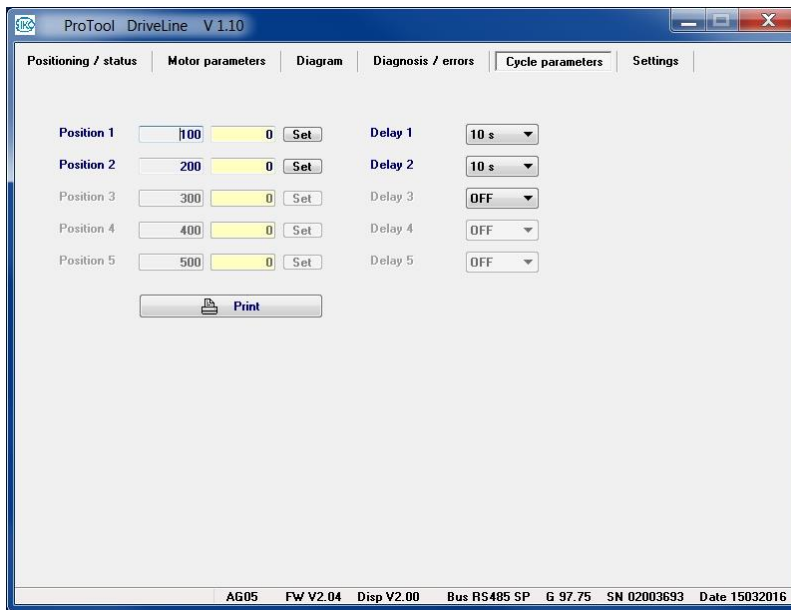 SIKO ProTool DriveLine V 1.10
Positioning / status Motor parameters Diagram Diagnosis / errors Cycle parameters Settings
Position 1 100 0 Set Delay 1 10 s
Position 2 200 0 Set Delay 2 10 s
Position 3 300 0 Set Delay 3 OFF
Position 4 400 0 Set Delay 4 OFF
Position 5 500 0 Set Delay 5 OFF
Print
AG05 FW V2.04 Disp V2.00 Bus RS485 SP G 97.75 SN 02003693 Date 15032016